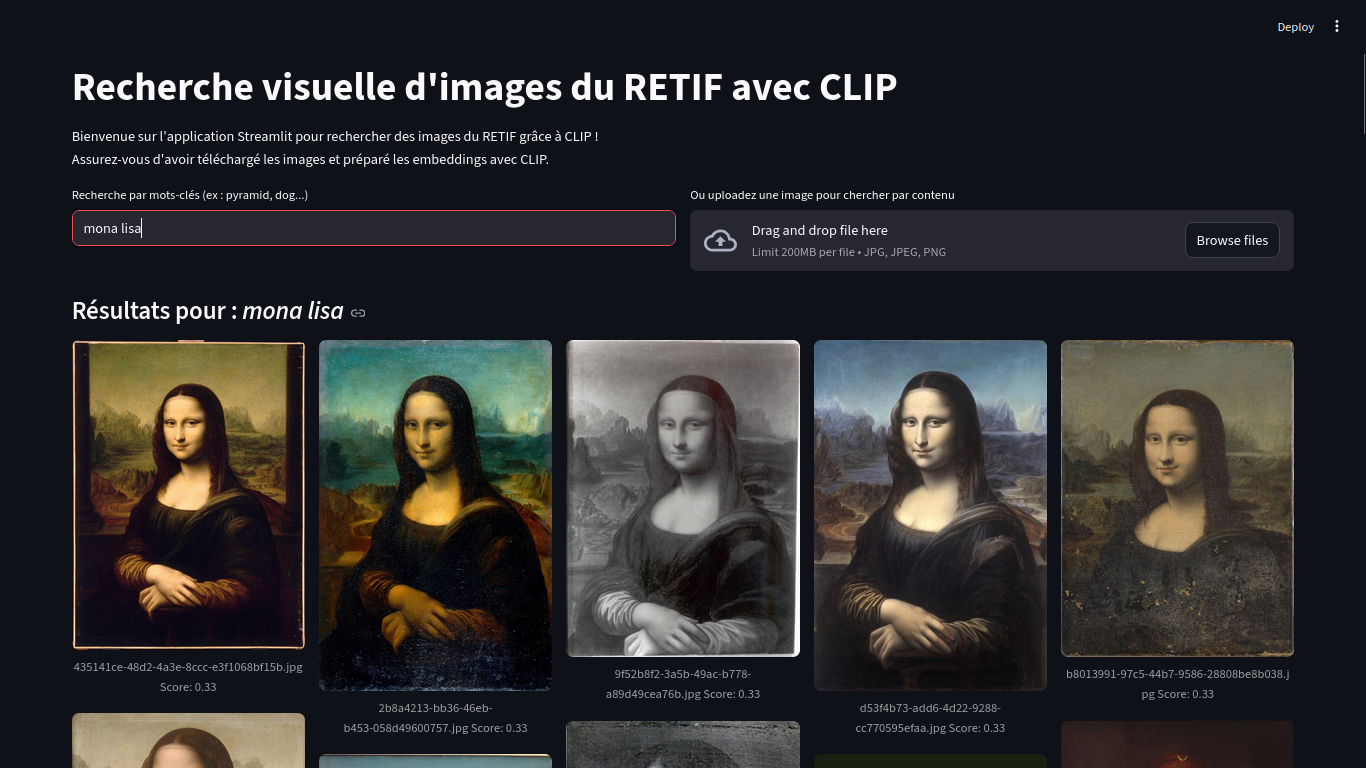 Deploy
Recherche visuelle d'images du RETIF avec CLIP
Bienvenue sur l'application Streamlit pour rechercher des images du RETIF grâce à CLIP !
Assurez-vous d'avoir téléchargé les images et préparé les embeddings avec CLIP.
Recherche par mots-clés (ex : pyramid, dog...)
mona lisa
Ou uploadez une image pour chercher par contenu
Drag and drop file here
Limit 200MB per file • JPG, JPEG, PNG
Browse files
Résultats pour : mona lisa
435141ce-48d2-4a3e-8ccc-e3f1068bf15b.jpg
Score: 0.33
2b8a4213-bb36-46eb-
b453-058d49600757.jpg Score: 0.33
9f52b8f2-3a5b-49ac-b778-
a89d49cea76b.jpg Score: 0.33
d53f4b73-add6-4d22-9288-
cc770595efaa.jpg Score: 0.33
b8013991-97c5-44b7-9586-28808be8b038.j
pg Score: 0.33